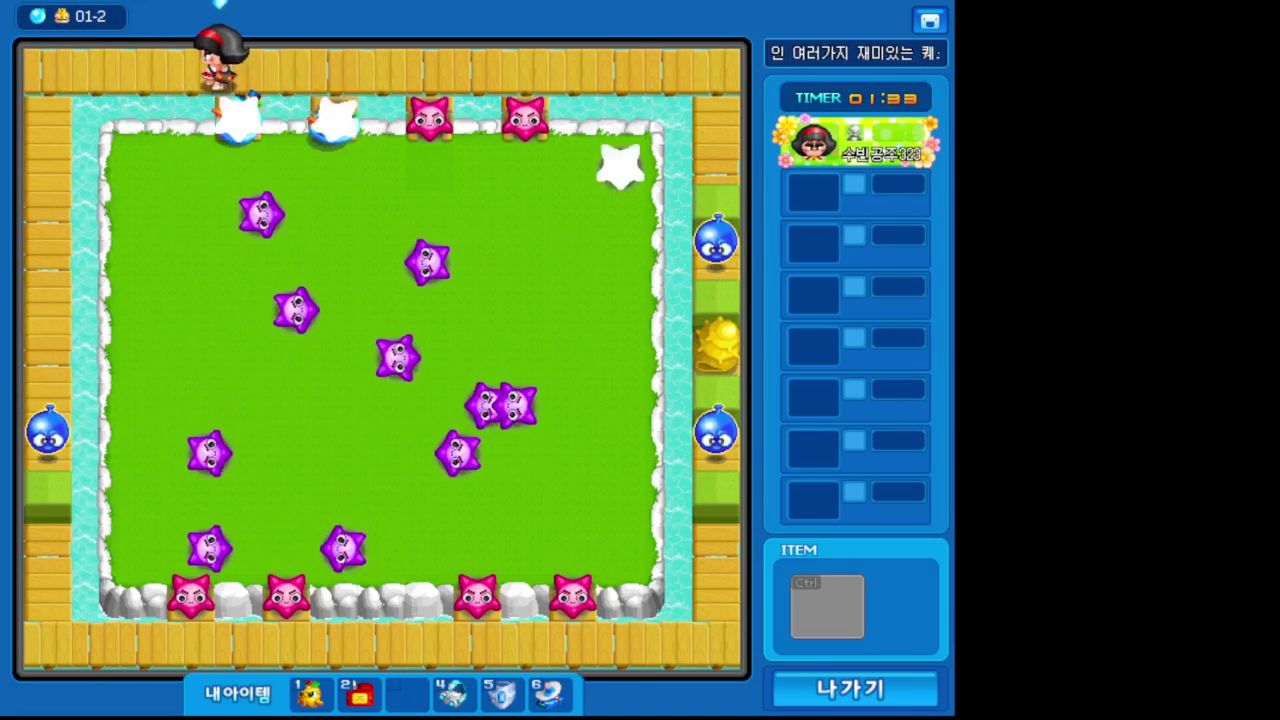 01-2
인 여러가지 재미있는 퀘:
TIMER 01:33
수빈공주323
ITEM
Ctrl
나가기
내 아이템
1 2 4 5 6